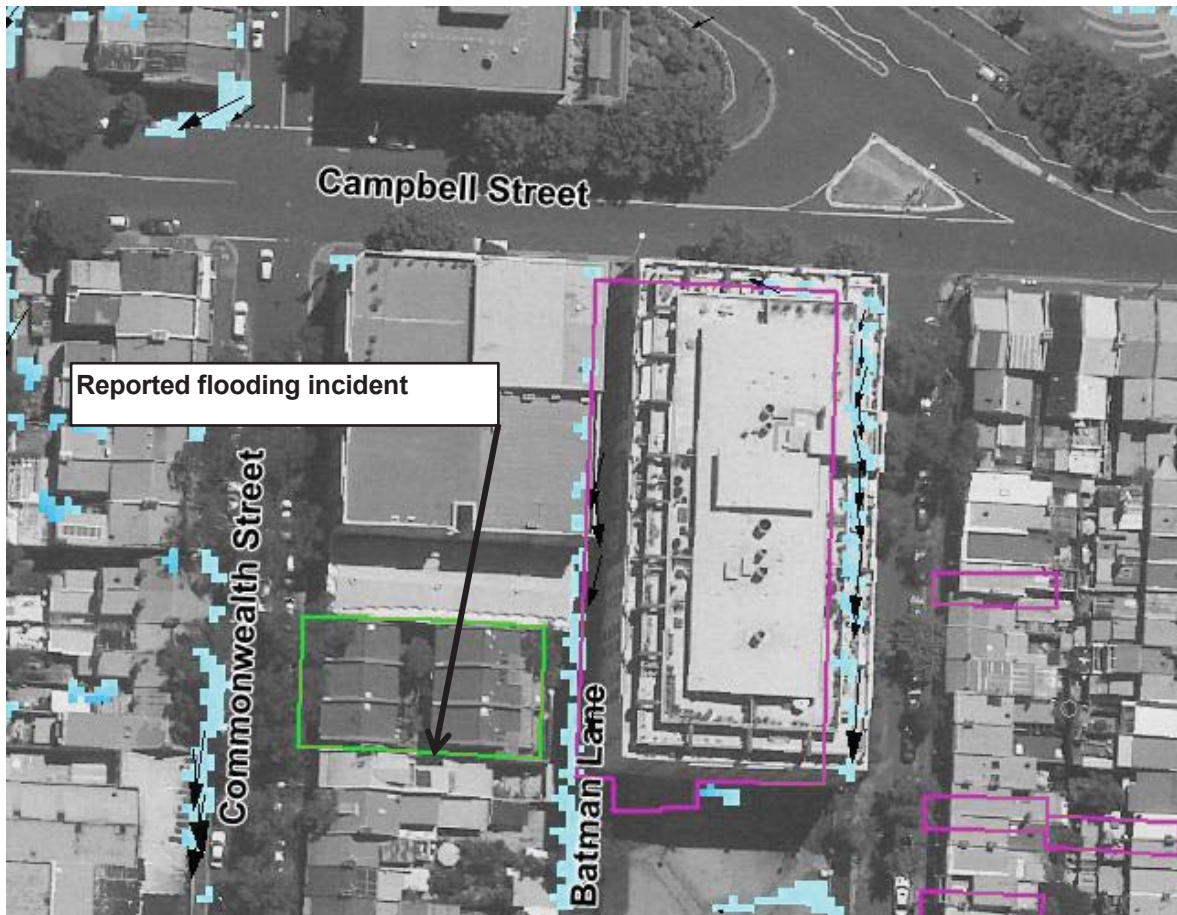 Campbell Street
Reported flooding incident
Commonwealth Street
Batman Lane